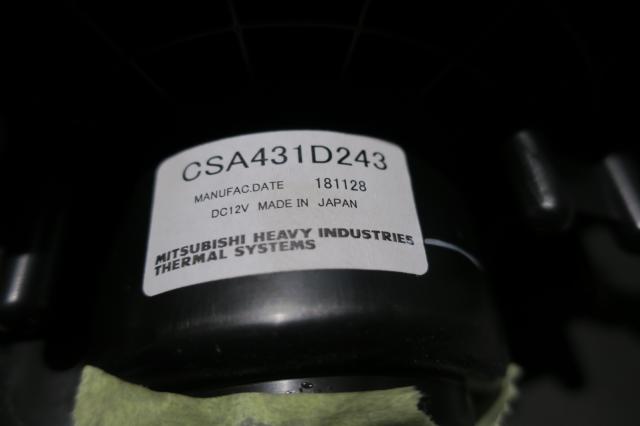 CSA431D243
MANUFAC.DATE 181128
DC12V MADE IN JAPAN
MITSUBISHI HEAVY INDUSTRIES
THERMAL SYSTEMS